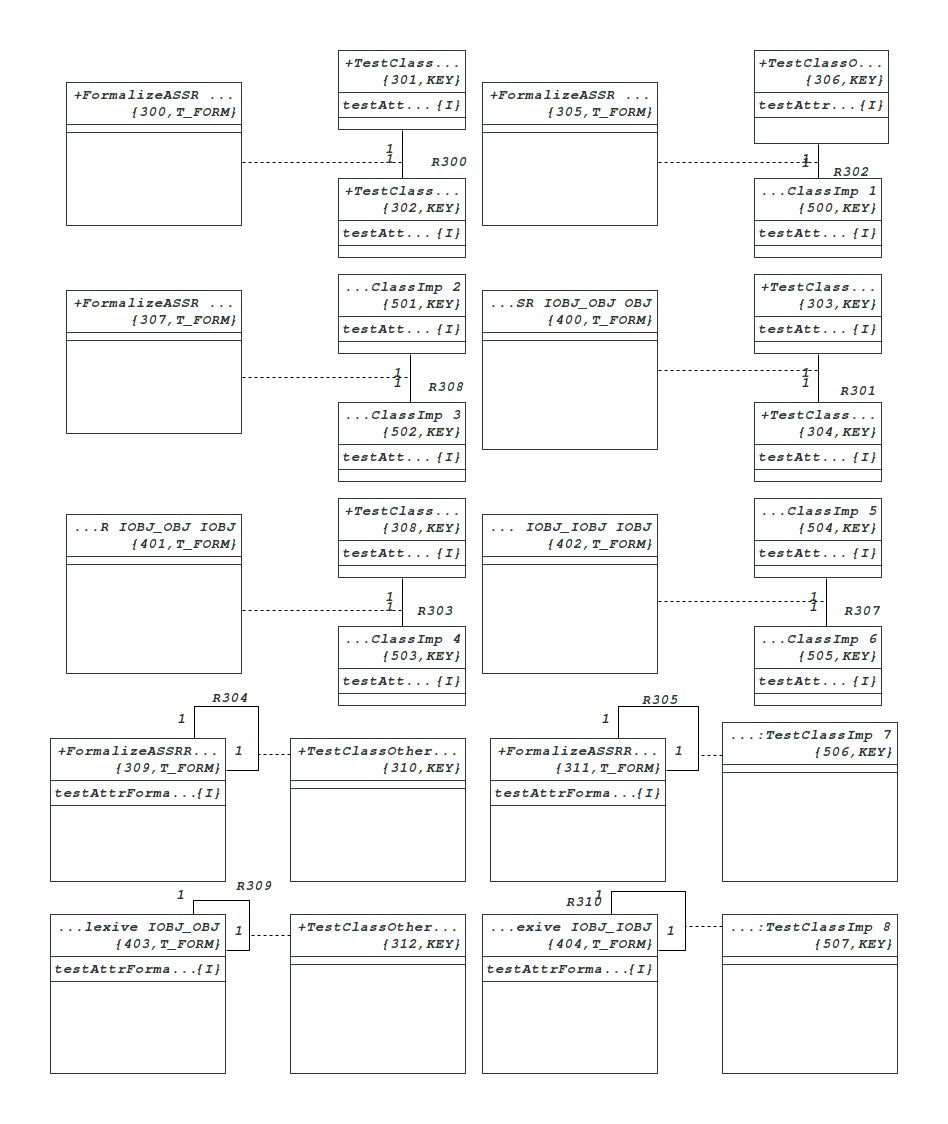 +TestClass...
{301,KEY}
testAtt...{I}
+FormalizeASSR ...
{300,T_FORM}
1
1
R300
+TestClass...
{302,KEY}
testAtt...{I}
+TestClassO...
{306,KEY}
testAttr...{I}
+FormalizeASSR ...
{305,T_FORM}
1
1
R302
...ClassImp 1
{500,KEY}
testAtt...{I}
...ClassImp 2
{501,KEY}
testAtt...{I}
+FormalizeASSR ...
{307,T_FORM}
1
1
R308
...ClassImp 3
{502,KEY}
testAtt...{I}
+TestClass...
{303,KEY}
testAtt...{I}
...SR IOBJ_OBJ OBJ
{400,T_FORM}
1
1
R301
+TestClass...
{304,KEY}
testAtt...{I}
+TestClass...
{308,KEY}
testAtt...{I}
...R IOBJ_OBJ IOBJ
{401,T_FORM}
1
1
R303
...ClassImp 4
{503,KEY}
testAtt...{I}
...ClassImp 5
{504,KEY}
testAtt...{I}
... IOBJ_IOBJ IOBJ
{402,T_FORM}
1
1
R307
...ClassImp 6
{505,KEY}
testAtt...{I}
R304
1
+FormalizeASSRR...
{309,T_FORM}
testAttrForma...{I}
1
+TestClassOther...
{310,KEY}
R305
1
+FormalizeASSRR...
{311,T_FORM}
testAttrForma...{I}
1
...:TestClassImp 7
{506,KEY}
R309
1
...lexive IOBJ_OBJ
{403,T_FORM}
testAttrForma...{I}
1
+TestClassOther...
{312,KEY}
R310
1
...exive IOBJ_IOBJ
{404,T_FORM}
testAttrForma...{I}
1
...:TestClassImp 8
{507,KEY}